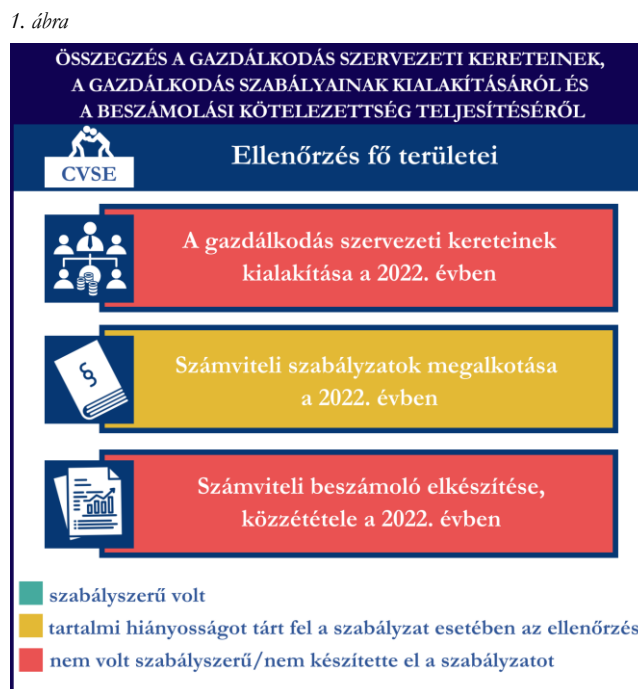 1. ábra
ÖSSZEGZÉS A GAZDÁLKODÁS SZERVEZETI KERETEINEK,
A GAZDÁLKODÁS SZABÁLYAINAK KIALAKÍTÁSÁRÓL ÉS
A BESZÁMOLÁSI KÖTELEZETTSÉG TELJESÍTÉSÉRŐL
CVSE
Ellenőrzés fő területei
A gazdálkodás szervezeti kereteinek
kialakítása a 2022. évben
§
Számviteli szabályzatok megalkotása
a 2022. évben
Számviteli beszámoló elkészítése,
közzététele a 2022. évben
szabályszerű volt
tartalmi hiányosságot tárt fel a szabályzat esetében az ellenőrzés
nem volt szabályszerű/nem készítette el a szabályzatot